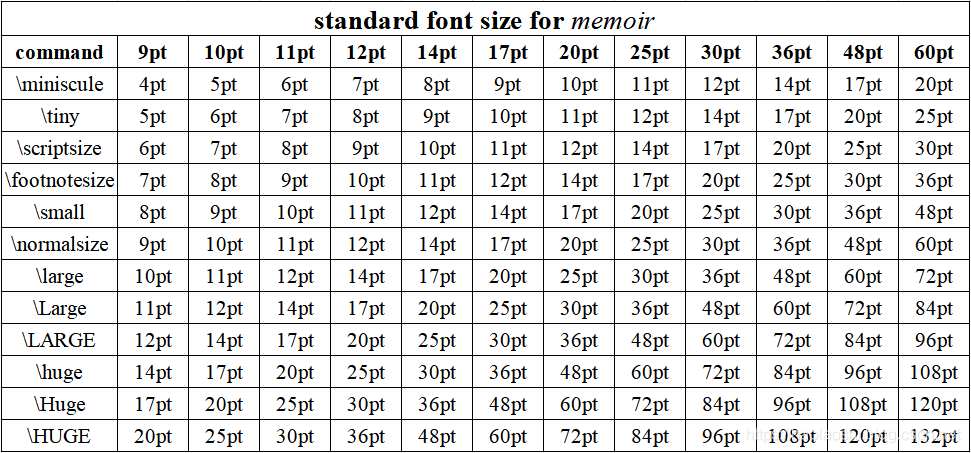 standard font size for memoir
command 9pt 10pt 11pt 12pt 14pt 17pt 20pt 25pt 30pt 36pt 48pt 60pt
\miniscule 4pt 5pt 6pt 7pt 8pt 9pt 10pt 11pt 12pt 14pt 17pt 20pt
\tiny 5pt 6pt 7pt 8pt 9pt 10pt 11pt 12pt 14pt 17pt 20pt 25pt
\scriptsize 6pt 7pt 8pt 9pt 10pt 11pt 12pt 14pt 17pt 20pt 25pt 30pt
\footnotesize 7pt 8pt 9pt 10pt 11pt 12pt 14pt 17pt 20pt 25pt 30pt 36pt
\small 8pt 9pt 10pt 11pt 12pt 14pt 17pt 20pt 25pt 30pt 36pt 48pt
\normalsize 9pt 10pt 11pt 12pt 14pt 17pt 20pt 25pt 30pt 36pt 48pt 60pt
\large 10pt 11pt 12pt 14pt 17pt 20pt 25pt 30pt 36pt 48pt 60pt 72pt
\Large 11pt 12pt 14pt 17pt 20pt 25pt 30pt 36pt 48pt 60pt 72pt 84pt
\LARGE 12pt 14pt 17pt 20pt 25pt 30pt 36pt 48pt 60pt 72pt 84pt 96pt
\huge 14pt 17pt 20pt 25pt 30pt 36pt 48pt 60pt 72pt 84pt 96pt 108pt
\Huge 17pt 20pt 25pt 30pt 36pt 48pt 60pt 72pt 84pt 96pt 108pt 120pt
\HUGE 20pt 25pt 30pt 36pt 48pt 60pt 72pt 84pt 96pt 108pt 120pt 132pt